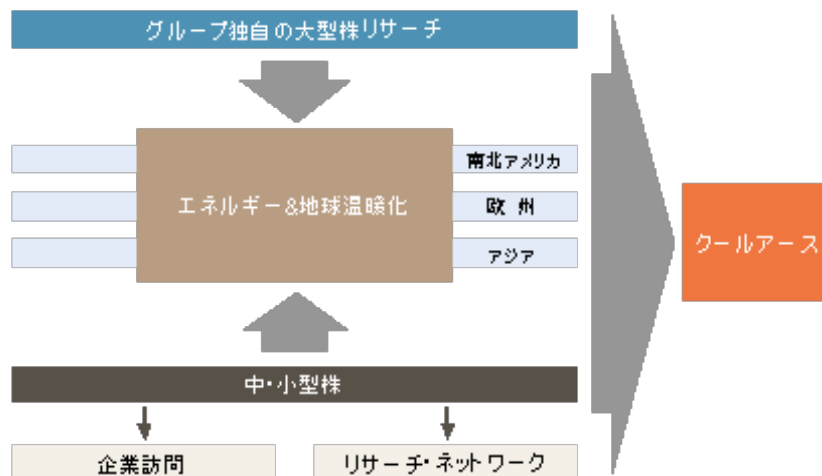 グループ独自の大型株リサーチ
南北アメリカ
エネルギー&地球温暖化
欧 州
アジア
クールアース
中・小型株
企業訪問
リサーチ・ネットワーク